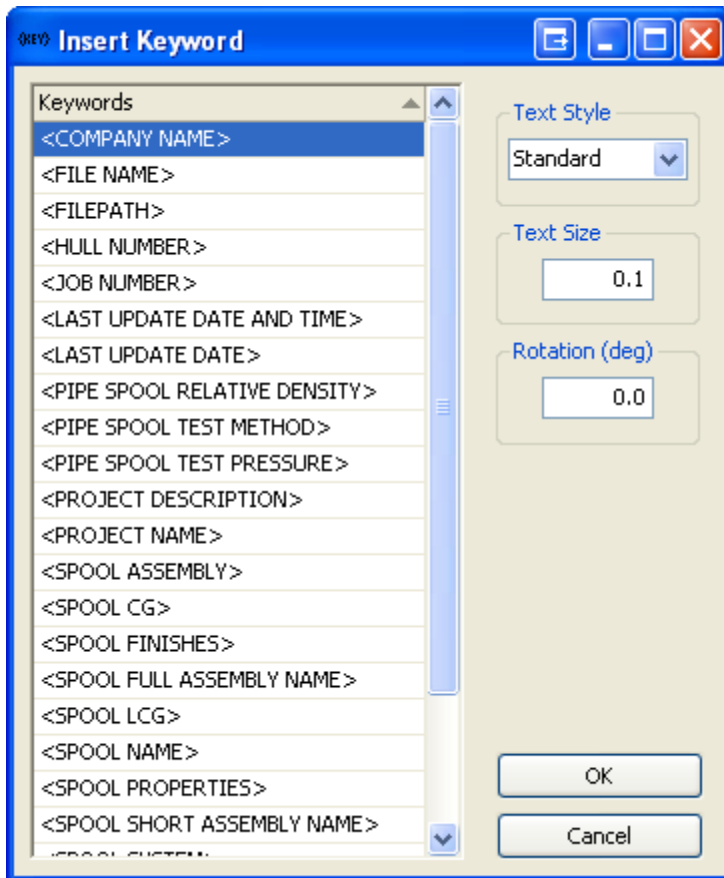 {KEY} Insert Keyword
Keywords
<COMPANY NAME>
<FILE NAME>
<FILEPATH>
<HULL NUMBER>
<JOB NUMBER>
<LAST UPDATE DATE AND TIME>
<LAST UPDATE DATE>
<PIPE SPOOL RELATIVE DENSITY>
<PIPE SPOOL TEST METHOD>
<PIPE SPOOL TEST PRESSURE>
<PROJECT DESCRIPTION>
<PROJECT NAME>
<SPOOL ASSEMBLY>
<SPOOL CG>
<SPOOL FINISHES>
<SPOOL FULL ASSEMBLY NAME>
<SPOOL LCG>
<SPOOL NAME>
<SPOOL PROPERTIES>
<SPOOL SHORT ASSEMBLY NAME>
Text Style
Standard
Text Size
0.1
Rotation (deg)
0.0
OK
Cancel